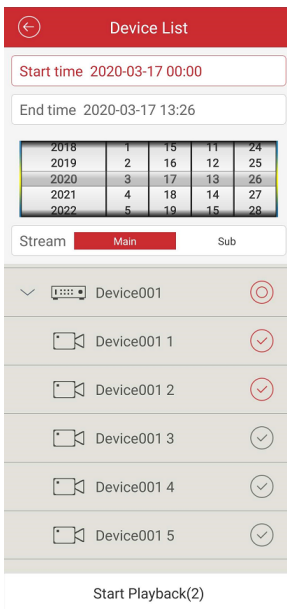 Device List
Start time 2020-03-17 00:00
End time 2020-03-17 13:26
2018 1 15 11 24
2019 2 16 12 25
2020 3 17 13 26
2021 4 18 14 27
2022 5 19 15 28
Stream Main Sub
Device001
Device001 1
Device001 2
Device001 3
Device001 4
Device001 5
Start Playback(2)